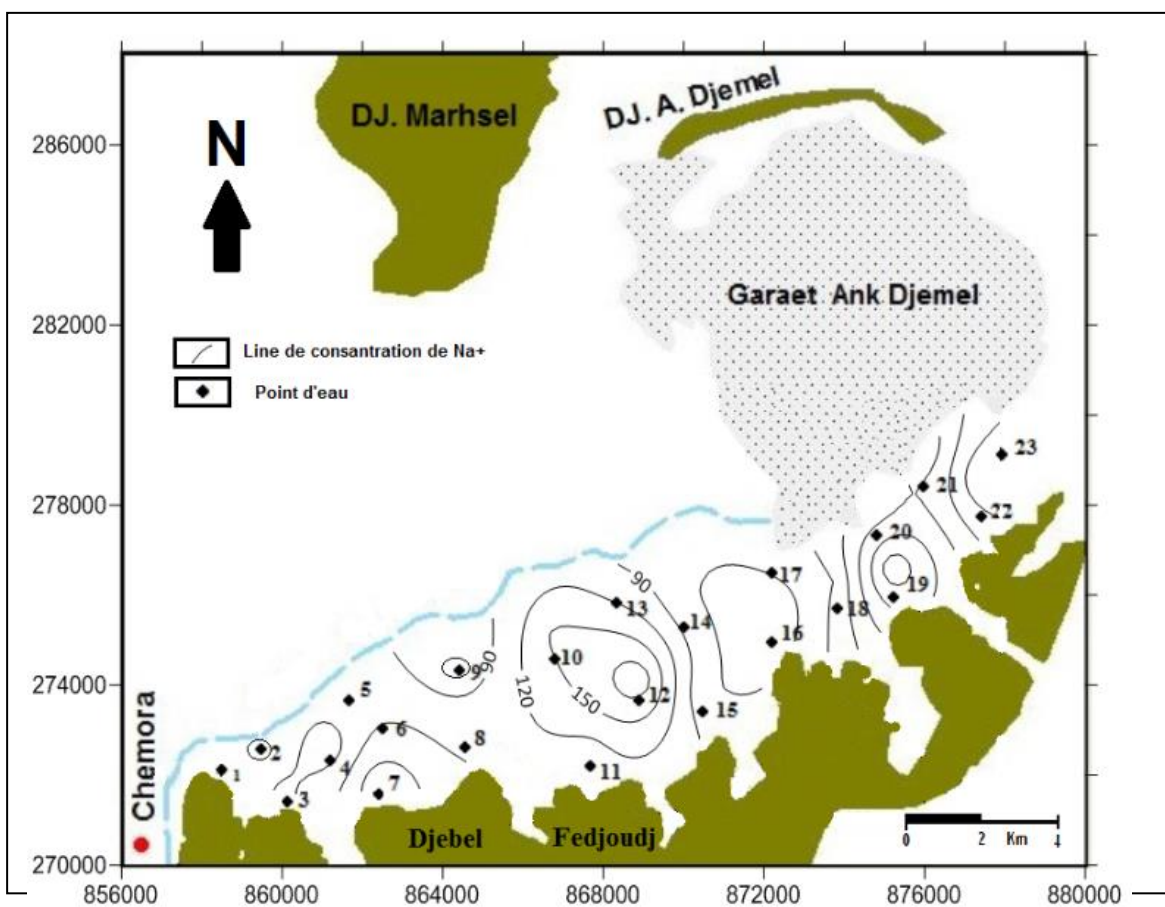 DJ. Marhsel
DJ. A. Djemel
N
286000
Garaet Ank Djemel
282000
Line de consantration de Na+
Point d'eau
23
21
278000
22
20
17
90
19
13
18
14
16
90
10
9
274000
120
150
12
5
15
6
8
2
4
1
11
7
3
Chemora
Djebel
Fedjoudj
0 2 Km 4
270000
856000 860000 864000 868000 872000 876000 880000